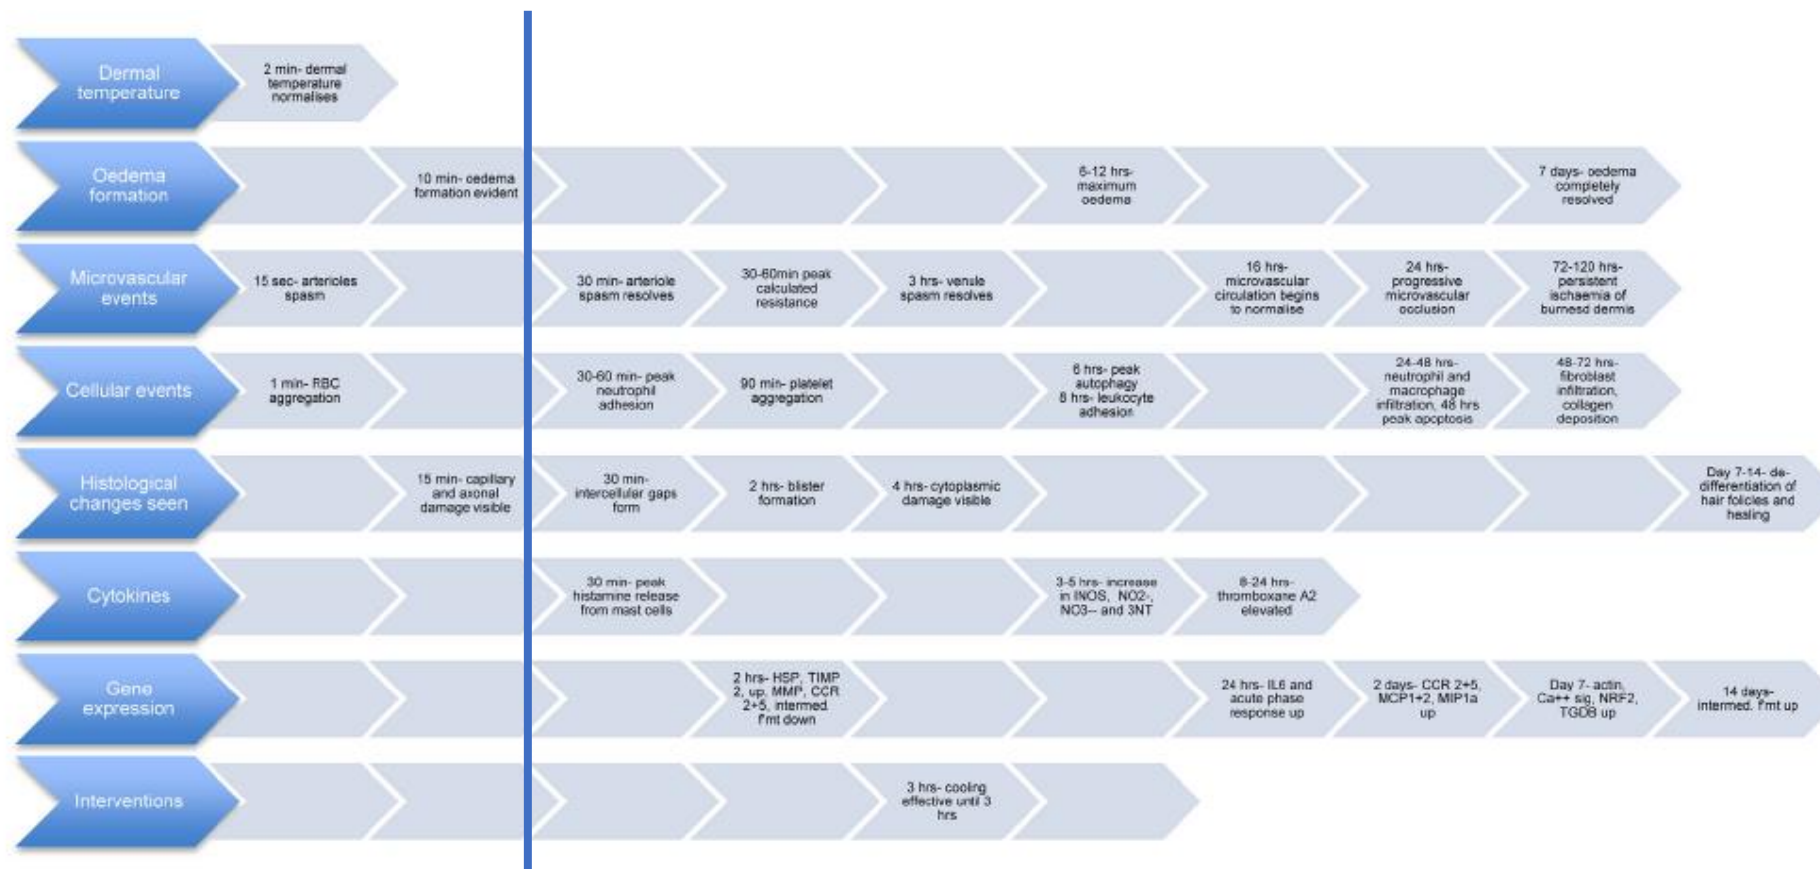 Dermal
temperature
2 min- dermal
temperature
normalises
Oedema
formation
10 min- oedema
formation evident
6-12 hrs-
maximum
oedema
7 days- oedema
completely
resolved
Microvascular
events
15 sec- arterioles
spasm
30 min- arteriole
spasm resolves
30-60min peak
calculated
resistance
3 hrs- venule
spasm resolves
16 hrs-
microvascular
circulation begins
to normalise
24 hrs-
progressive
microvascular
occlusion
72-120 hrs-
persistent
ischaemia of
burnesd dermis
Cellular events
1 min- RBC
aggregation
30-60 min- peak
neutrophil
adhesion
90 min- platelet
aggregation
6 hrs- peak
autophagy
hrs- leukocyte
adhesion
24-48 hrs-
neutrophil and
macrophage
infiltration, 48 hrs
peak apoptosis
48-72 hrs-
fibroblast
infiltration,
collagen
deposition
Histological
changes seen
15 min- capillary
and axonal
damage visible
30 min-
intercellular gaps
form
2 hrs- blister
formation
4 hrs- cytoplasmic
damage visible
Day 7-14- de-
differentiation of
hair folicies and
healing
Cytokines
30 min- peak
histamine release
from mast cells
3-5 hrs- increase
in INOS, NO2-,
NO3-- and 3NT
8-24 hrs-
thromboxane A2
elevated
Gene
expression
2 hrs- HSP, TIMP
2, up, MMP, CCR
2+5, intermed.
f'mt down
24 hrs- IL6 and
acute phase
response up
2 days- CCR 2+5,
MCP1+2, MIP1a
up
Day 7- actin,
Ca++ sig, NRF2,
up
14 days-
intermed. f'mt up
Interventions
3 hrs- cooling
effective until 3
hrs